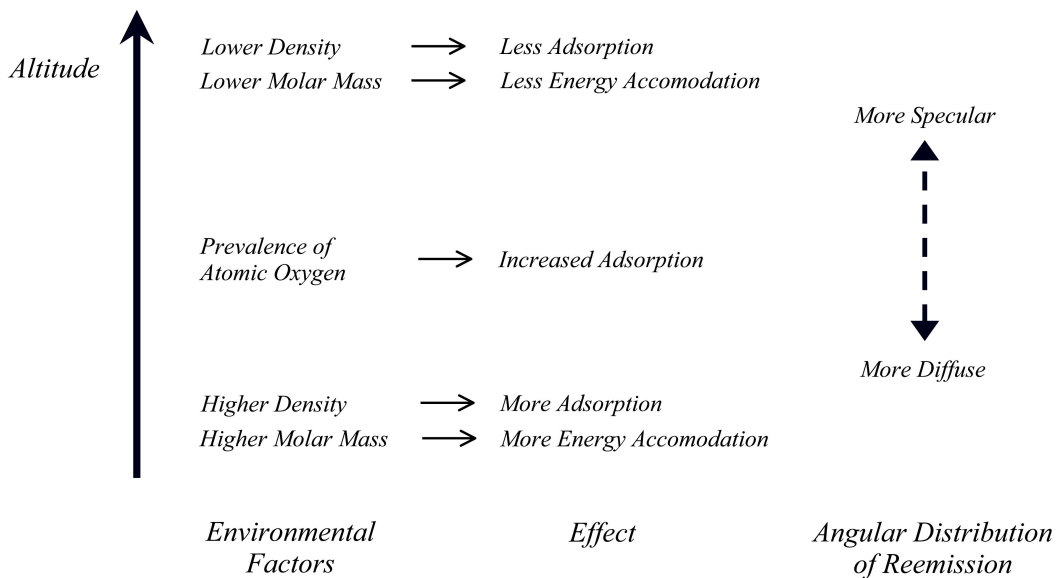 Altitude
Lower Density
Less Adsorption
Lower Molar Mass
Less Energy Accomodation
More Specular
Prevalence of
Atomic Oxygen
Increased Adsorption
More Diffuse
Higher Density
More Adsorption
Higher Molar Mass
More Energy Accomodation
Environmental
Factors
Effect
Angular Distribution
of Reemission